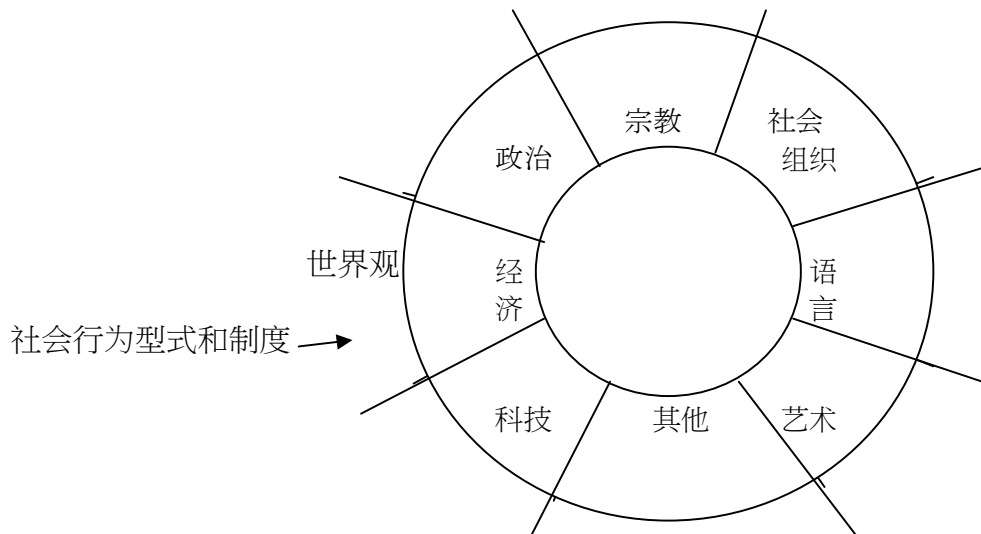 宗教
社会
组织
政治
世界观
经
济
语
言
社会行为型式和制度
科技
其他
艺术